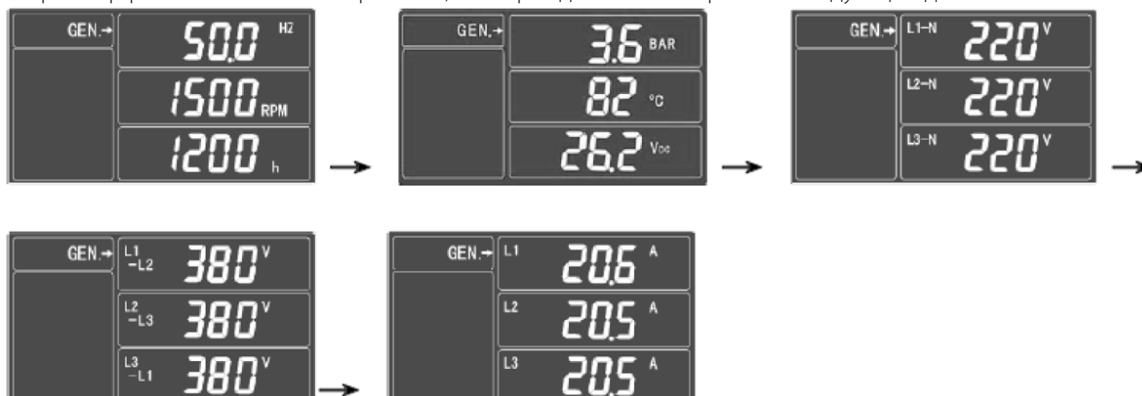 GEN.→ 50.0 HZ
1500 RPM
1200 h
GEN.→ 3.6 BAR
82 °C
26.2 VDC
GEN.→ L1-N 220 V
L2-N 220 V
L3-N 220 V
GEN.→ L1-L2 380 V
L2-L3 380 V
L3-L1 380 V
GEN.→ L1 20.6 A
L2 20.5 A
L3 20.5 A